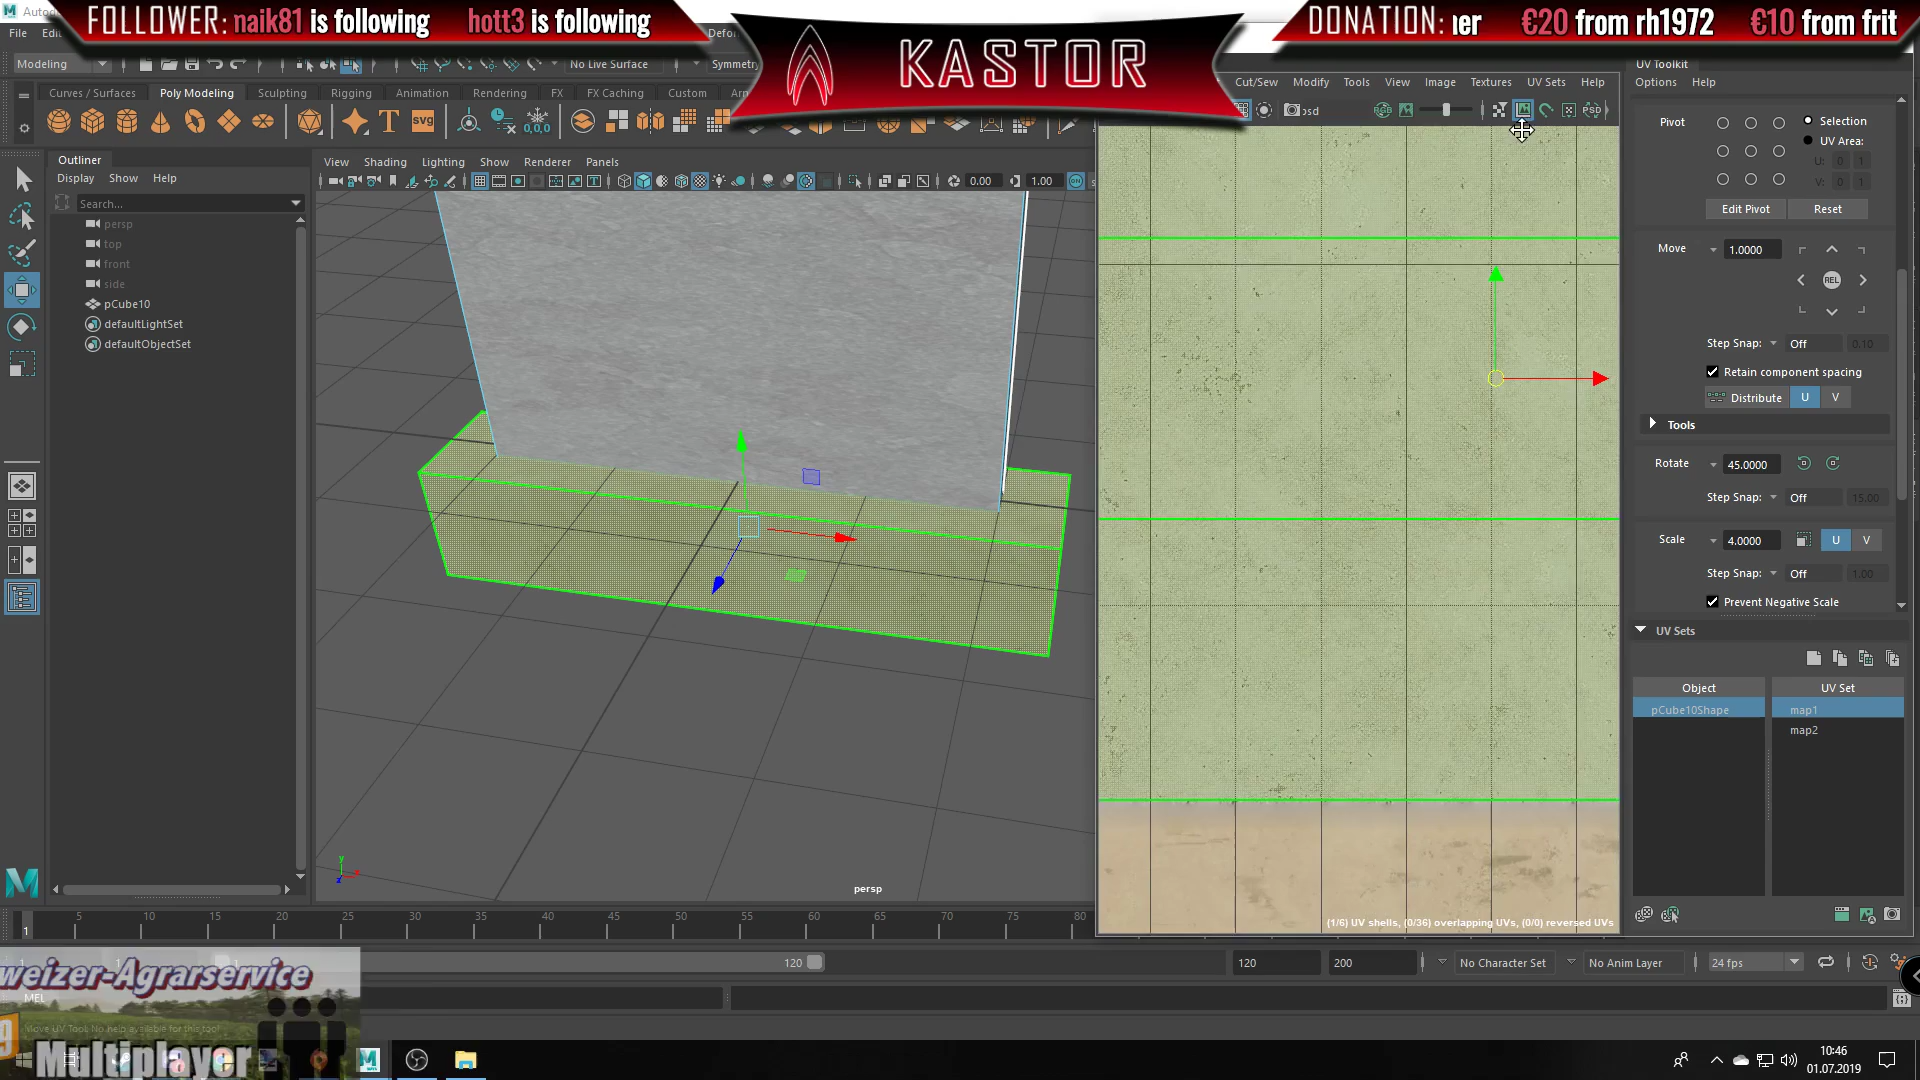 FOLLOWER: naik81 is following hott3 is following
KASTOR
DONATION: ier €20 from rh1972 €10 from frit
File
Modeling
No Live Surface
Symmetry
Curves / Surfaces Poly Modeling Sculpting Rigging Animation Rendering FX FX Caching Custom
svg
0,0,0
Outliner
Display Show Help
Search...
persp
top
front
side
pCube10
defaultLightSet
defaultObjectSet
View Shading Lighting Show Renderer Panels
0.00 1.00
persp
Cut/Sew Modify Tools View Image Textures UV Sets Help
RGB PSD
(1/6) UV shells, (0/36) overlapping UVs, (0/0) reversed UVs
UV Toolkit
Options Help
Pivot
Selection
UV Area:
U: 0 1
V: 0 1
Edit Pivot Reset
Move 1.0000
REL
Step Snap: Off 0.10
Retain component spacing
Distribute U V
Tools
Rotate 45.0000
Step Snap: Off 15.00
Scale 4.0000 U V
Step Snap: Off 1.00
Prevent Negative Scale
UV Sets
Object UV Set
pCube10Shape map1
map2
5 10 15 20 25 30 35 40 45 50 55 60 65 70 75 80
1
120
120 200 No Character Set No Anim Layer 24 fps
weizer-Agrarservice
MEL
Move UV Tool: No help available for this tool
Multiplayer
10:46
01.07.2019